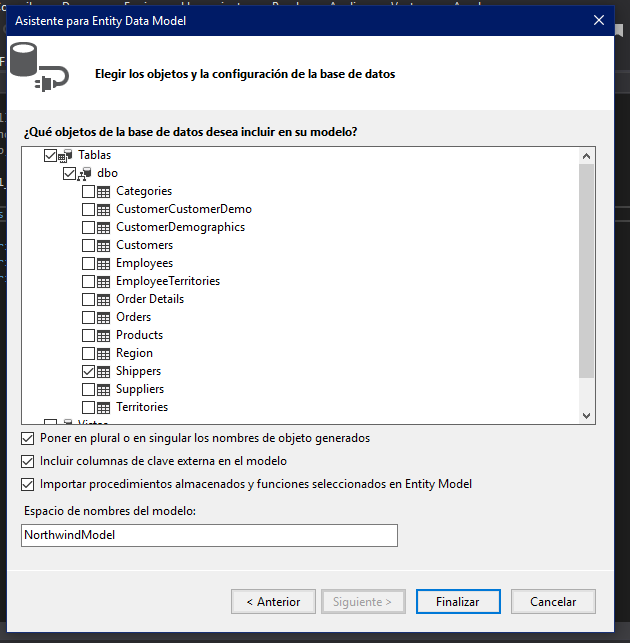 Asistente para Entity Data Model
Elegir los objetos y la configuración de la base de datos
¿Qué objetos de la base de datos desea incluir en su modelo?
Tablas
dbo
Categories
CustomerCustomerDemo
CustomerDemographics
Customers
Employees
EmployeeTerritories
Order Details
Orders
Products
Region
Shippers
Suppliers
Territories
Poner en plural o en singular los nombres de objeto generados
Incluir columnas de clave externa en el modelo
Importar procedimientos almacenados y funciones seleccionados en Entity Model
Espacio de nombres del modelo:
NorthwindModel
< Anterior
Siguiente >
Finalizar
Cancelar